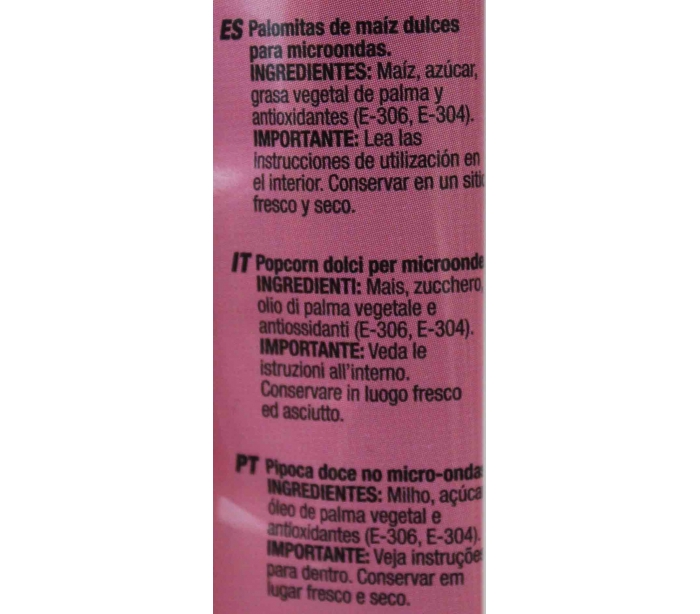 ES Palomitas de maíz dulces
para microondas.
INGREDIENTES: Maíz, azúcar,
grasa vegetal de palma y
antioxidantes (E-306, E-304).
IMPORTANTE: Lea las
instrucciones de utilización en
el interior. Conservar en un sitio
fresco y seco.
IT Popcorn dolci per microonde
INGREDIENTI: Mais, zucchero,
olio di palma vegetale e
antiossidanti (E-306, E-304).
IMPORTANTE: Veda le
istruzioni all'interno.
Conservare in luogo fresco
ed asciutto.
PT Pipoca doce no micro-ondas
INGREDIENTES: Milho, açúca
óleo de palma vegetal e
antioxidantes (E-306, E-304).
IMPORTANTE: Veja instruções
para dentro. Conservar em
lugar fresco e seco.